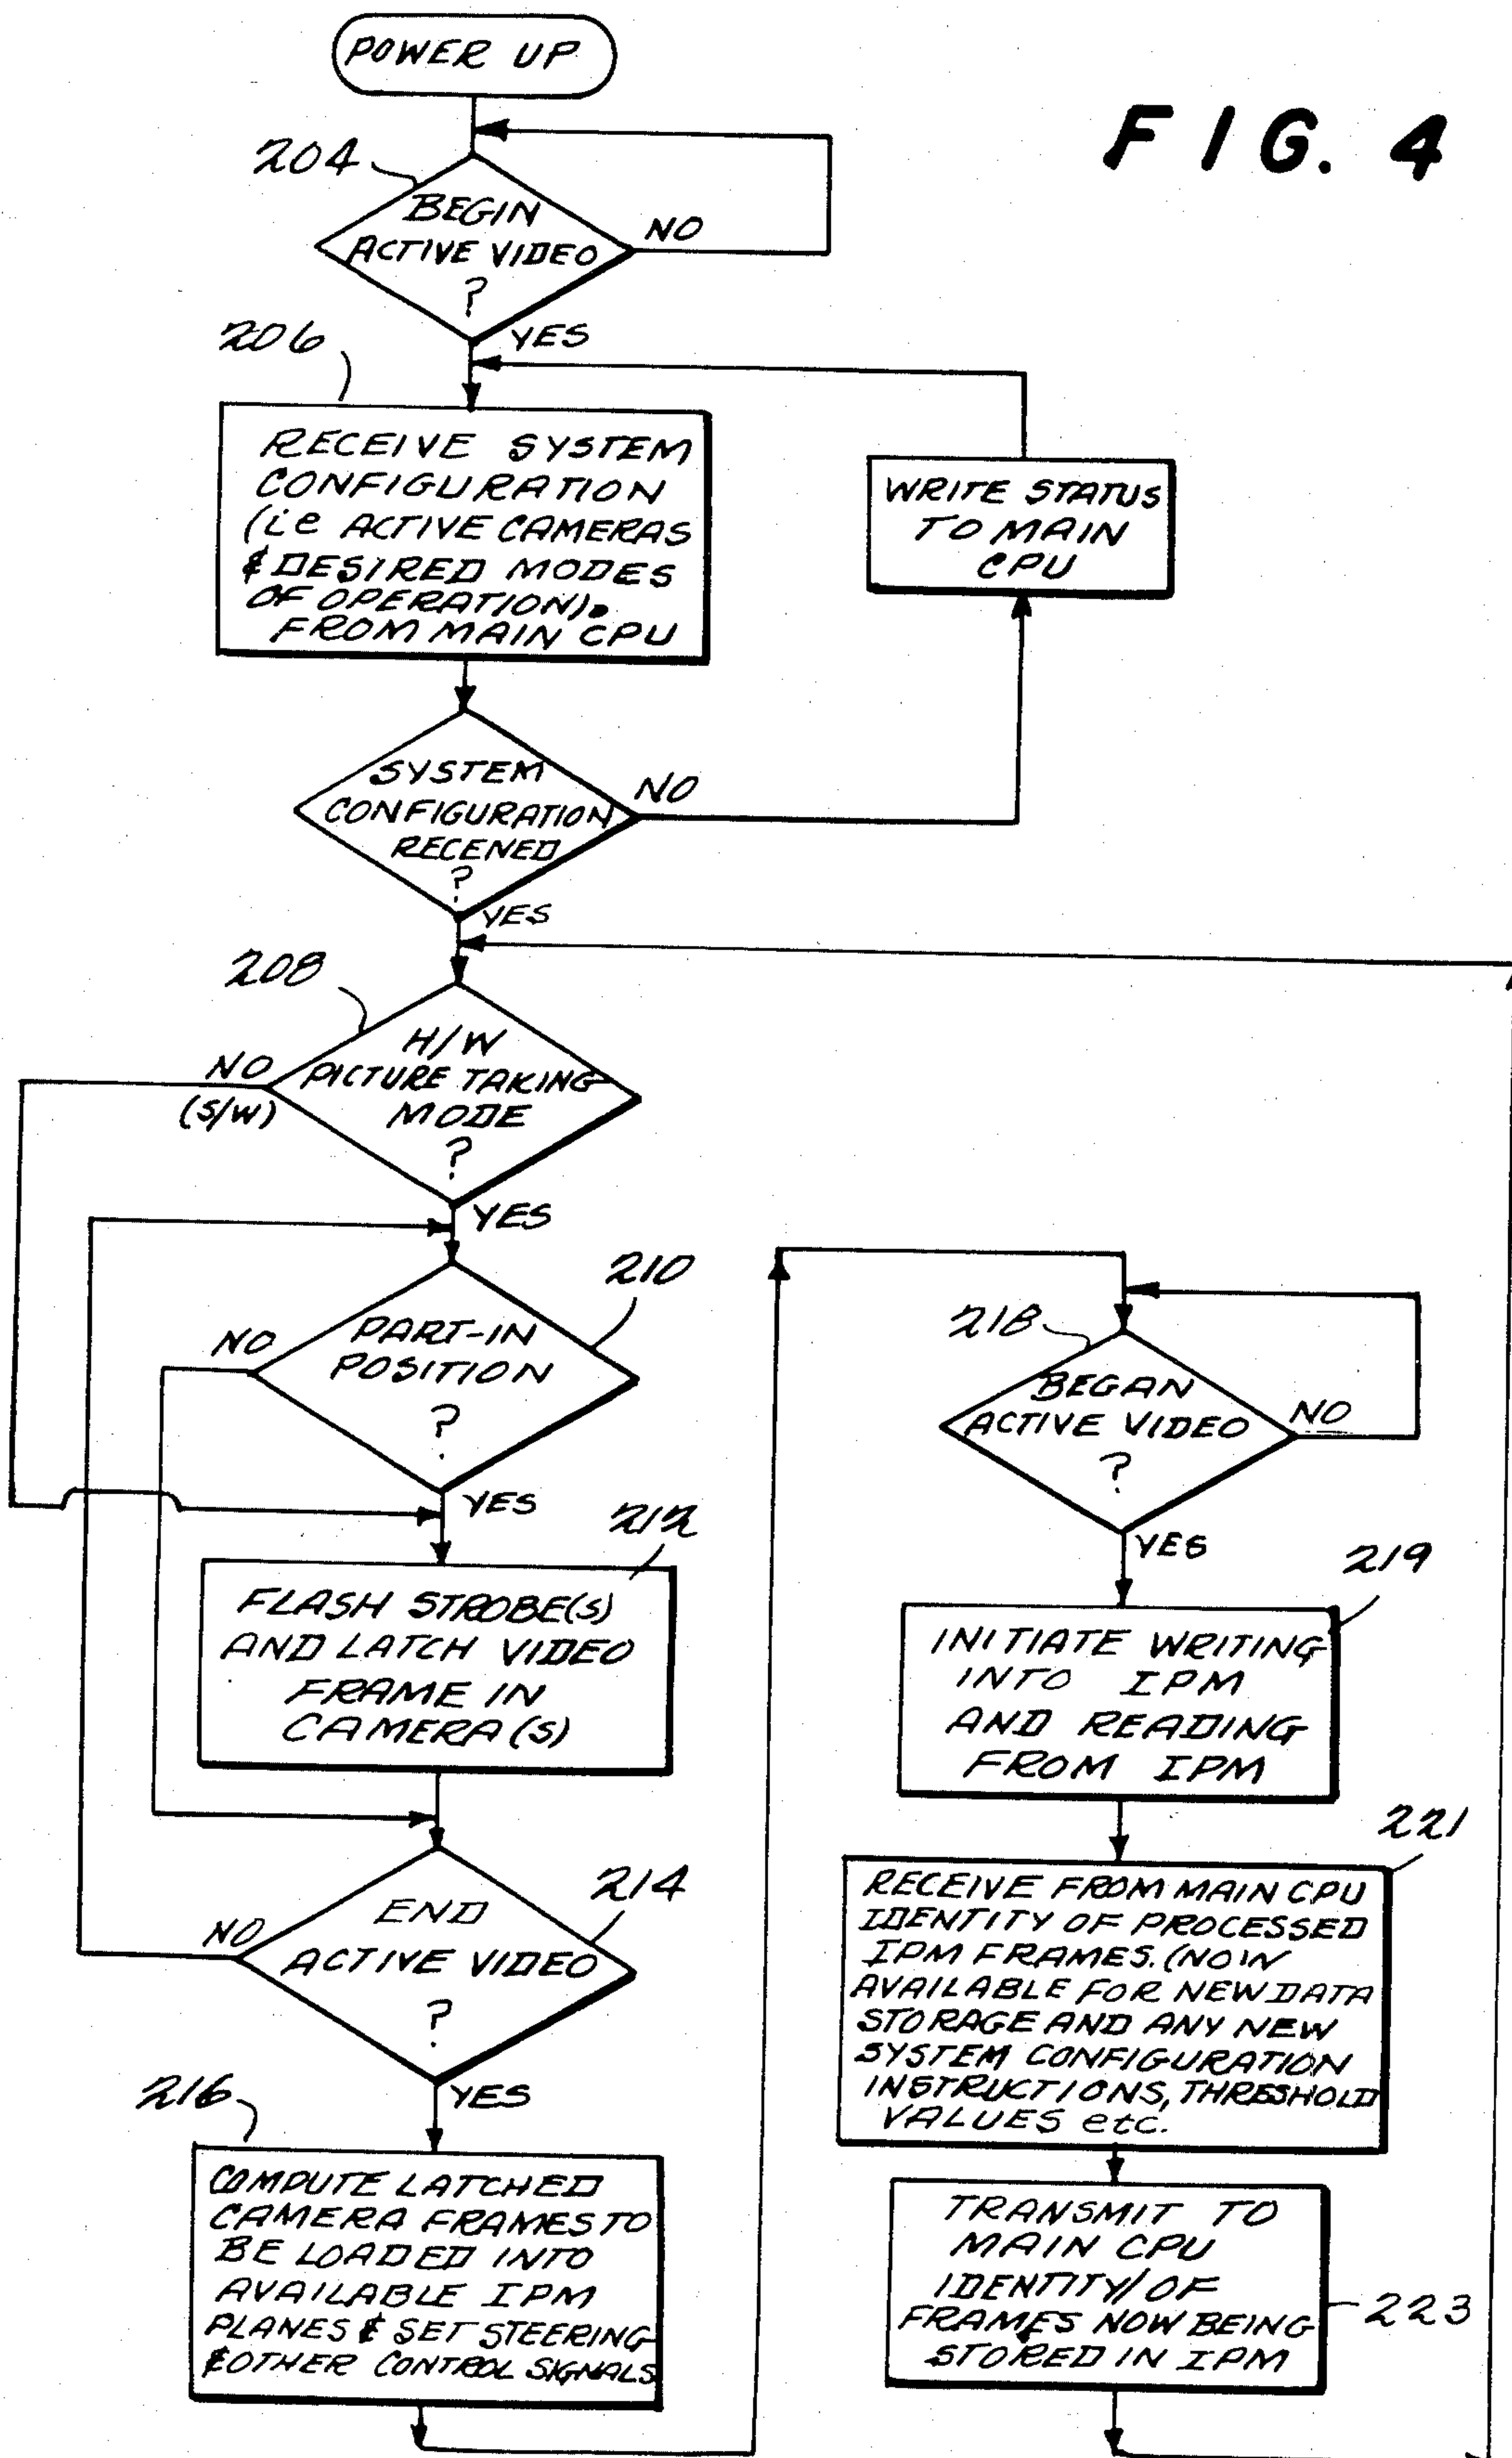 POWER UP
FIG. 4
204
BEGIN
ACTIVE VIDEO
?
NO
YES
206
RECEIVE SYSTEM
CONFIGURATION
(i.e ACTIVE CAMERAS
& DESIRED MODES
OF OPERATION).
FROM MAIN CPU
WRITE STATUS
TO MAIN
CPU
SYSTEM
CONFIGURATION
RECENED
?
NO
YES
208
H/W
PICTURE TAKING
MODE
?
NO
(S/W)
YES
210
PART-IN
POSITION
?
NO
YES
212
FLASH STROBE(S)
AND LATCH VIDEO
FRAME IN
CAMERA(S)
214
END
ACTIVE VIDEO
?
NO
YES
216
COMPUTE LATCHED
CAMERA FRAMES TO
BE LOADED INTO
AVAILABLE IPM
PLANES & SET STEERING
& OTHER CONTROL SIGNALS
218
BEGAN
ACTIVE VIDEO
?
NO
YES
219
INITIATE WRITING
INTO IPM
AND READING
FROM IPM
221
RECEIVE FROM MAIN CPU
IDENTITY OF PROCESSED
IPM FRAMES. (NOW
AVAILABLE FOR NEW DATA
STORAGE AND ANY NEW
SYSTEM CONFIGURATION
INSTRUCTIONS, THRESHOLD
VALUES etc.
TRANSMIT TO
MAIN CPU
IDENTITY/OF
FRAMES NOW BEING
STORED IN IPM
223